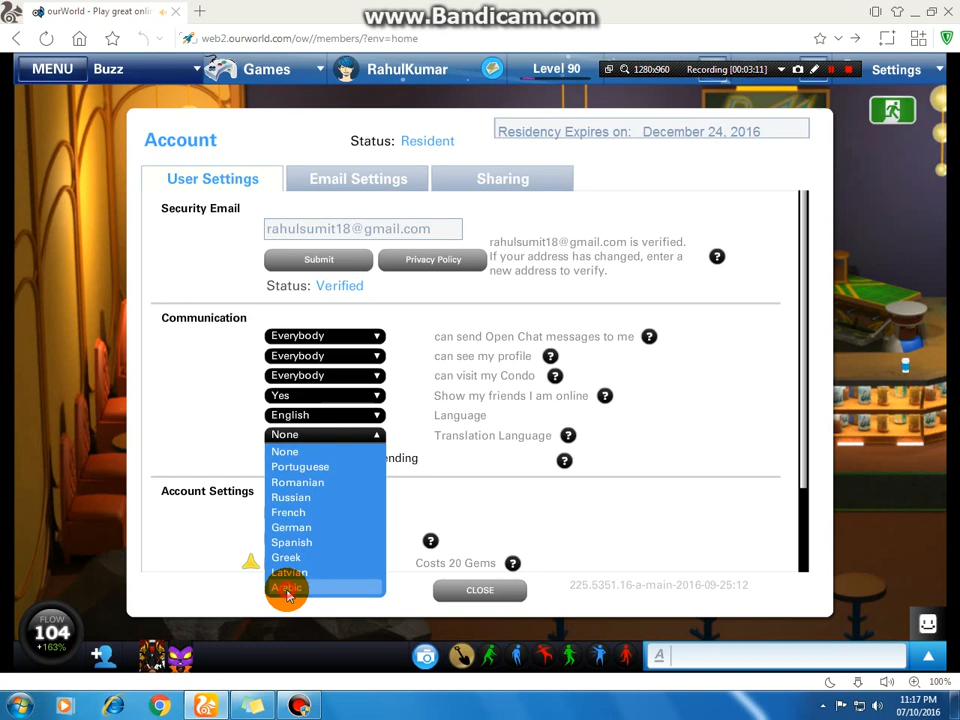 www.Bandicam.com
ourWorld - Play great onlin
web2.ourworld.com/ow//members/?env=home
MENU Buzz Games RahulKumar Level 90 1280x960 Recording [00:03:11] Settings
Account Status: Resident Residency Expires on: December 24, 2016
User Settings Email Settings Sharing
Security Email
rahulsumit18@gmail.com
rahulsumit18@gmail.com is verified.
If your address has changed, enter a
new address to verify.
Submit Privacy Policy
Status: Verified
Communication
Everybody can send Open Chat messages to me ?
Everybody can see my profile ?
Everybody can visit my Condo ?
Yes Show my friends I am online ?
English Language
None Translation Language ?
None
Portuguese
Romanian
Russian
French
German
Spanish
Greek
Latvian
Arabic
ending ?
Account Settings
?
Costs 20 Gems ?
CLOSE
225.5351.16-a-main-2016-09-25:12
FLOW
104
+163%
A
100%
11:17 PM
07/10/2016